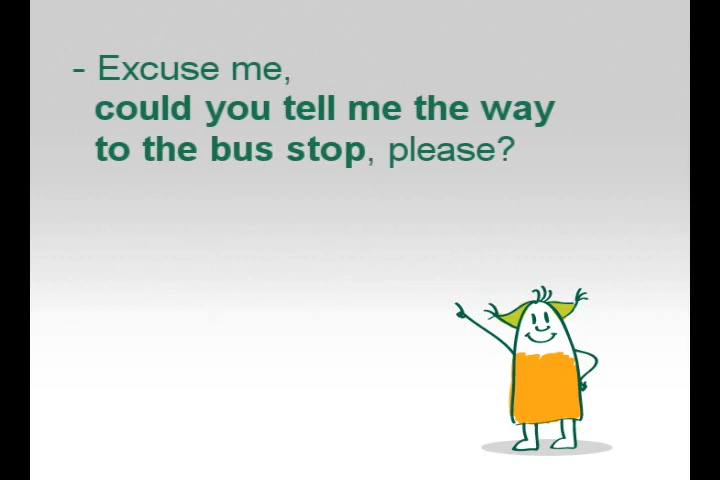 - Excuse me,
could you tell me the way
to the bus stop, please?